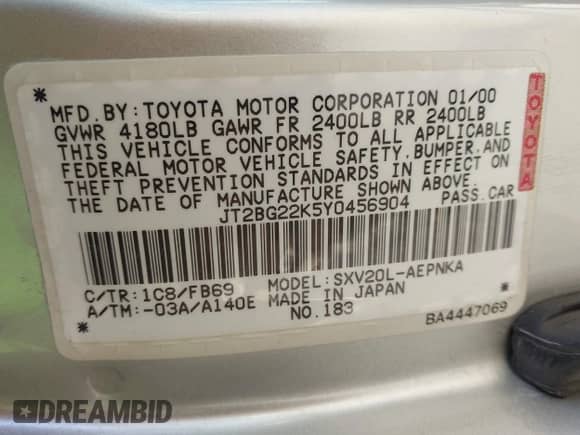 MFD. BY: TOYOTA MOTOR CORPORATION 01/00
GVWR 4180LB GAWR FR 2400LB RR 2400LB
THIS VEHICLE CONFORMS TO ALL APPLICABLE
FEDERAL MOTOR VEHICLE SAFETY, BUMPER, AND
THEFT PREVENTION STANDARDS IN EFFECT ON
THE DATE OF MANUFACTURE SHOWN ABOVE.
JT2BG22K5Y0456904 PASS. CAR
TOYOTA
C/TR: 1C8/FB69 MODEL: SXV20L-AEPNKA
A/TM: -03A/A140E MADE IN JAPAN
NO. 183 BA4447069
DREAMBID